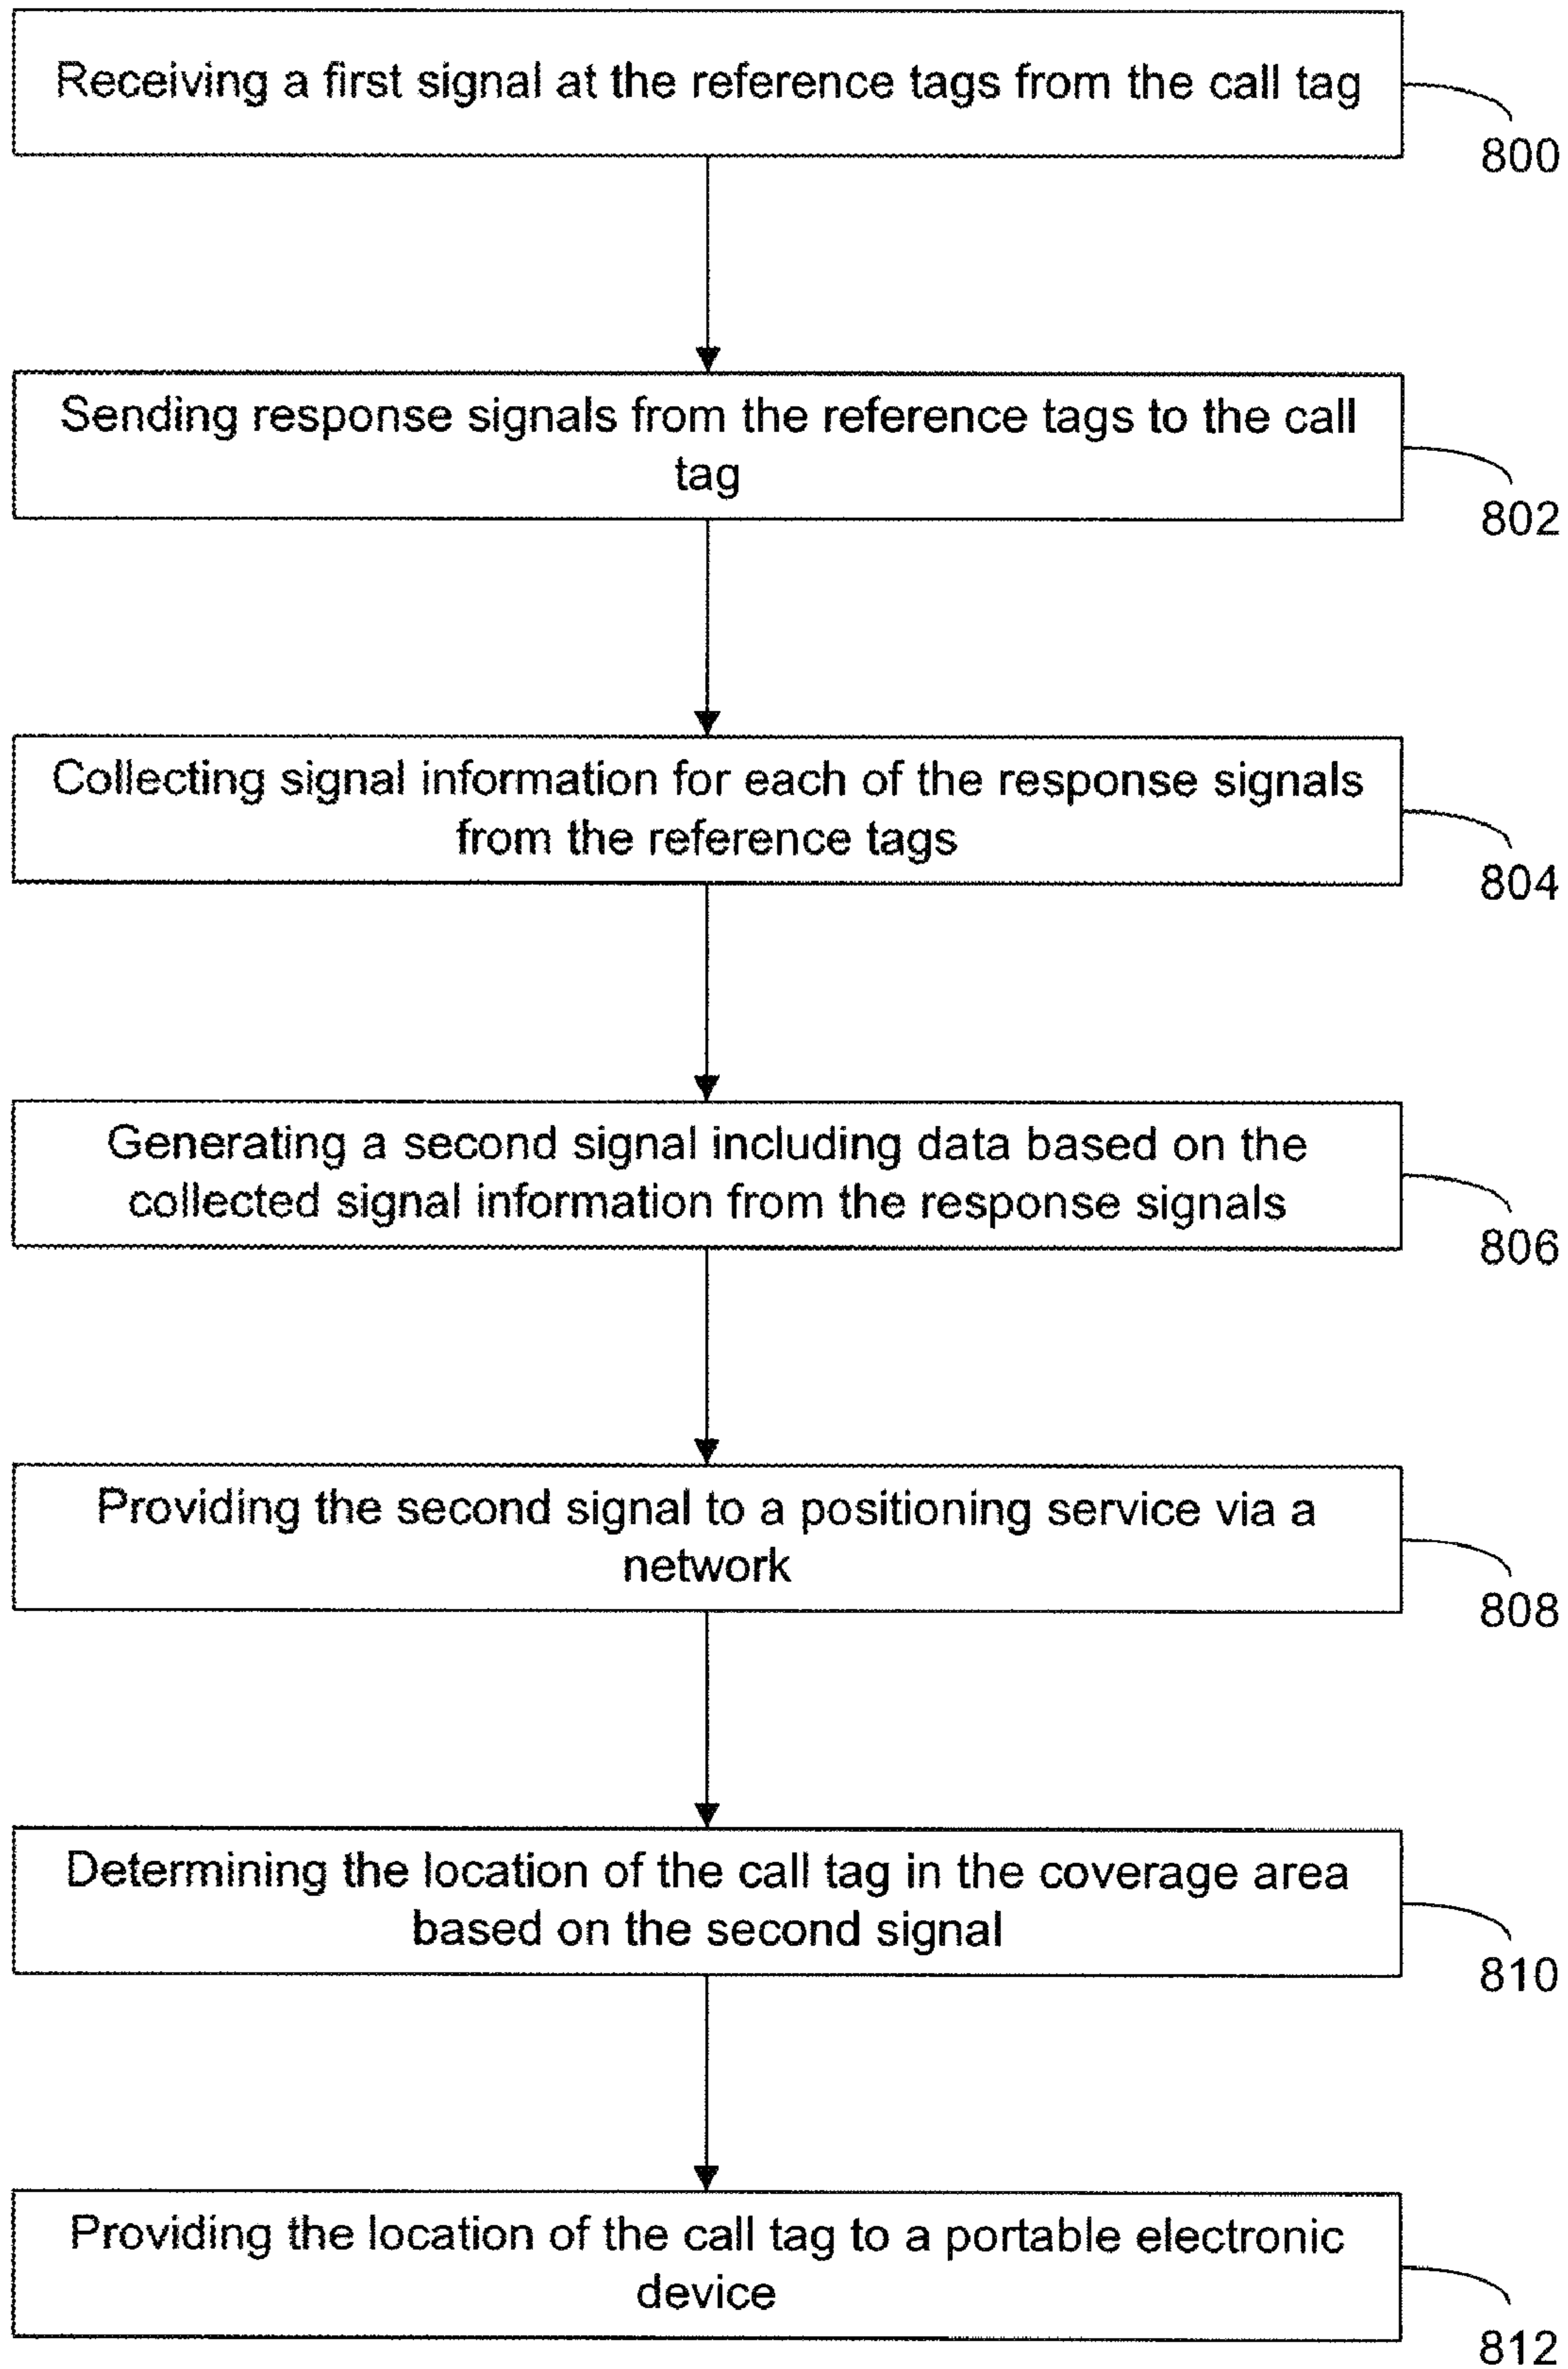 Receiving a first signal at the reference tags from the call tag
800
Sending response signals from the reference tags to the call
tag
802
Collecting signal information for each of the response signals
from the reference tags
804
Generating a second signal including data based on the
collected signal information from the response signals
806
Providing the second signal to a positioning service via a
network
808
Determining the location of the call tag in the coverage area
based on the second signal
810
Providing the location of the call tag to a portable electronic
device
812